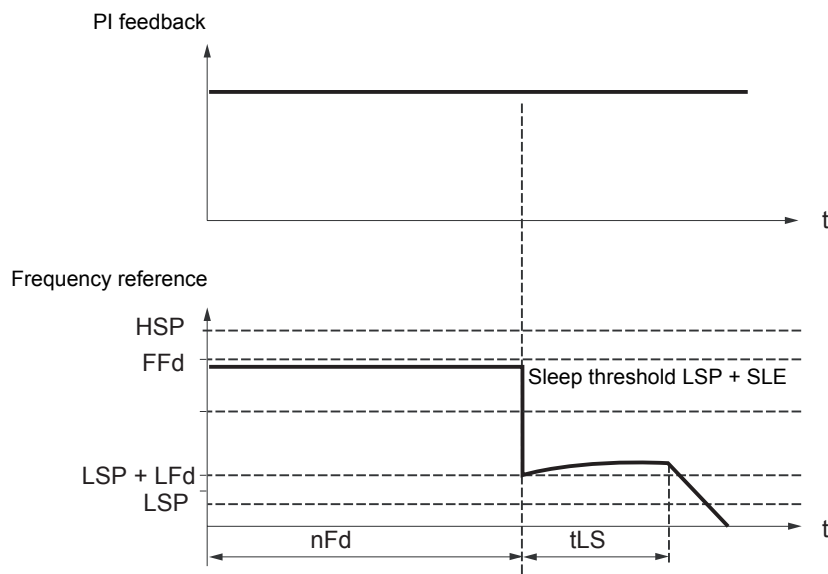 PI feedback
t
Frequency reference
HSP
FFd
Sleep threshold LSP + SLE
LSP + LFd
LSP
t
nFd
tLS